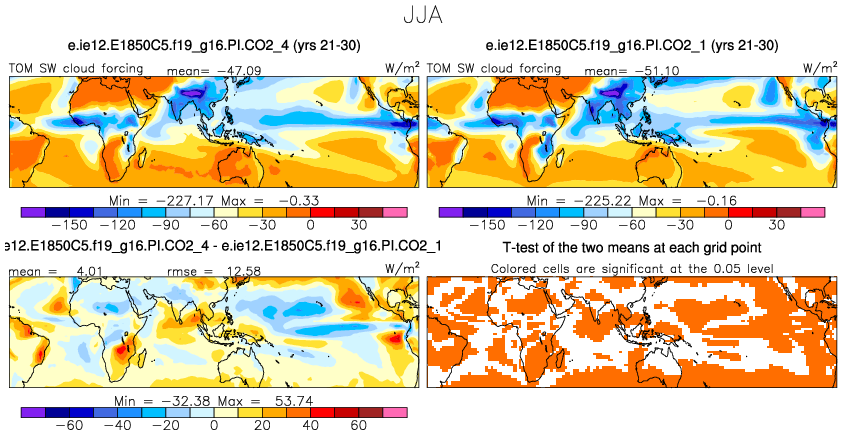 JJA
e.ie12.E1850C5.f19_g16.PI.CO2_4 (yrs 21-30)
TOM SW cloud forcing mean= -47.09 W/m²
Min = -227.17 Max = -0.33
-150 -120 -90 -60 -30 0 30
e.ie12.E1850C5.f19_g16.PI.CO2_1 (yrs 21-30)
TOM SW cloud forcing mean= -51.10 W/m²
Min = -225.22 Max = -0.16
-150 -120 -90 -60 -30 0 30
e12.E1850C5.f19_g16.PI.CO2_4 - e.ie12.E1850C5.f19_g16.PI.CO2_1
mean = 4.01 rmse = 12.58 W/m²
Min = -32.38 Max = 53.74
-60 -40 -20 0 20 40 60
T-test of the two means at each grid point
Colored cells are significant at the 0.05 level